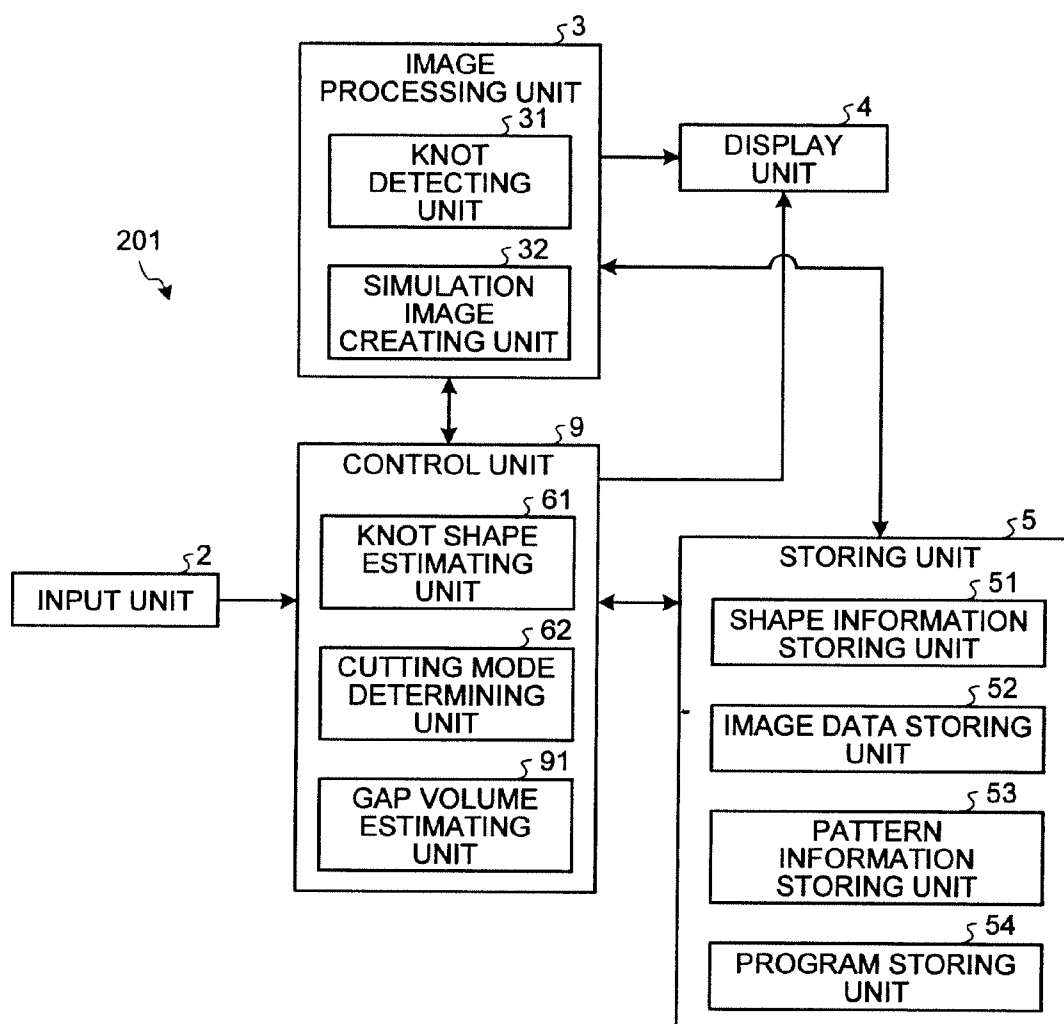 3
IMAGE
PROCESSING UNIT
31
KNOT
DETECTING
UNIT
32
SIMULATION
IMAGE
CREATING UNIT
4
DISPLAY
UNIT
201
9
CONTROL UNIT
61
KNOT SHAPE
ESTIMATING
UNIT
62
CUTTING MODE
DETERMINING
UNIT
91
GAP VOLUME
ESTIMATING
UNIT
2
INPUT UNIT
5
STORING UNIT
51
SHAPE INFORMATION
STORING UNIT
52
IMAGE DATA STORING
UNIT
53
PATTERN
INFORMATION
STORING UNIT
54
PROGRAM STORING
UNIT